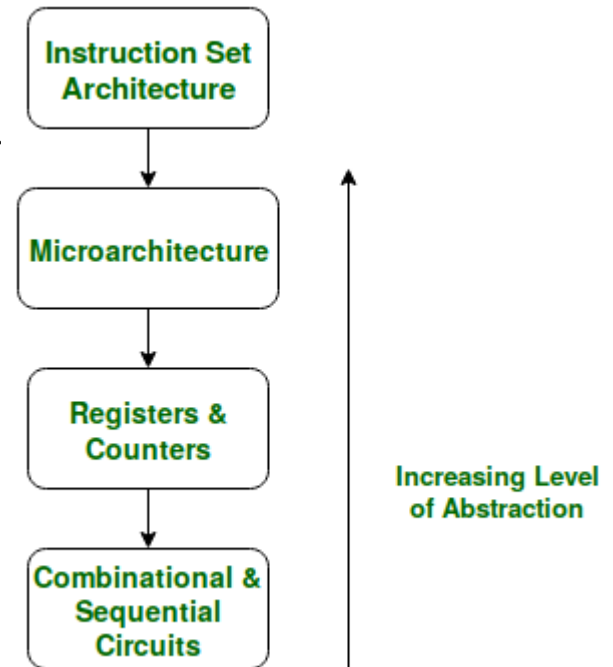 Instruction Set
Architecture
Microarchitecture
Registers &
Counters
Increasing Level
of Abstraction
Combinational &
Sequential
Circuits